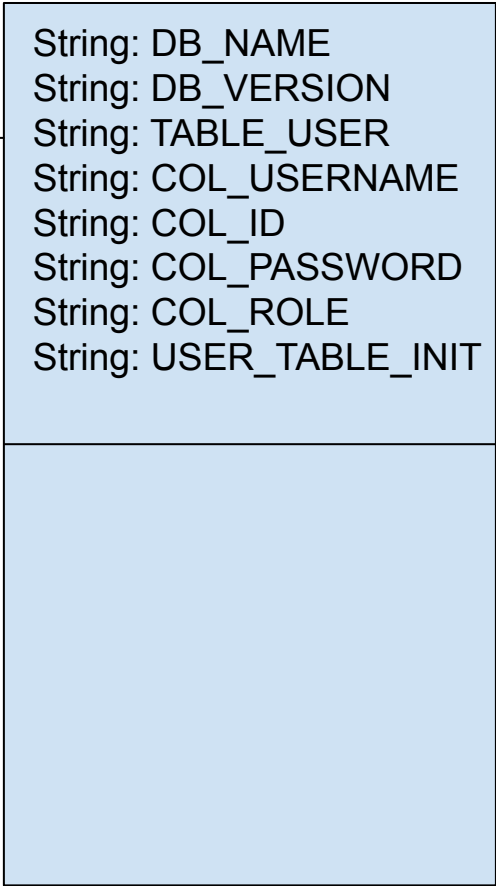 String: DB_NAME
String: DB_VERSION
String: TABLE_USER
String: COL_USERNAME
String: COL_ID
String: COL_PASSWORD
String: COL_ROLE
String: USER_TABLE_INIT